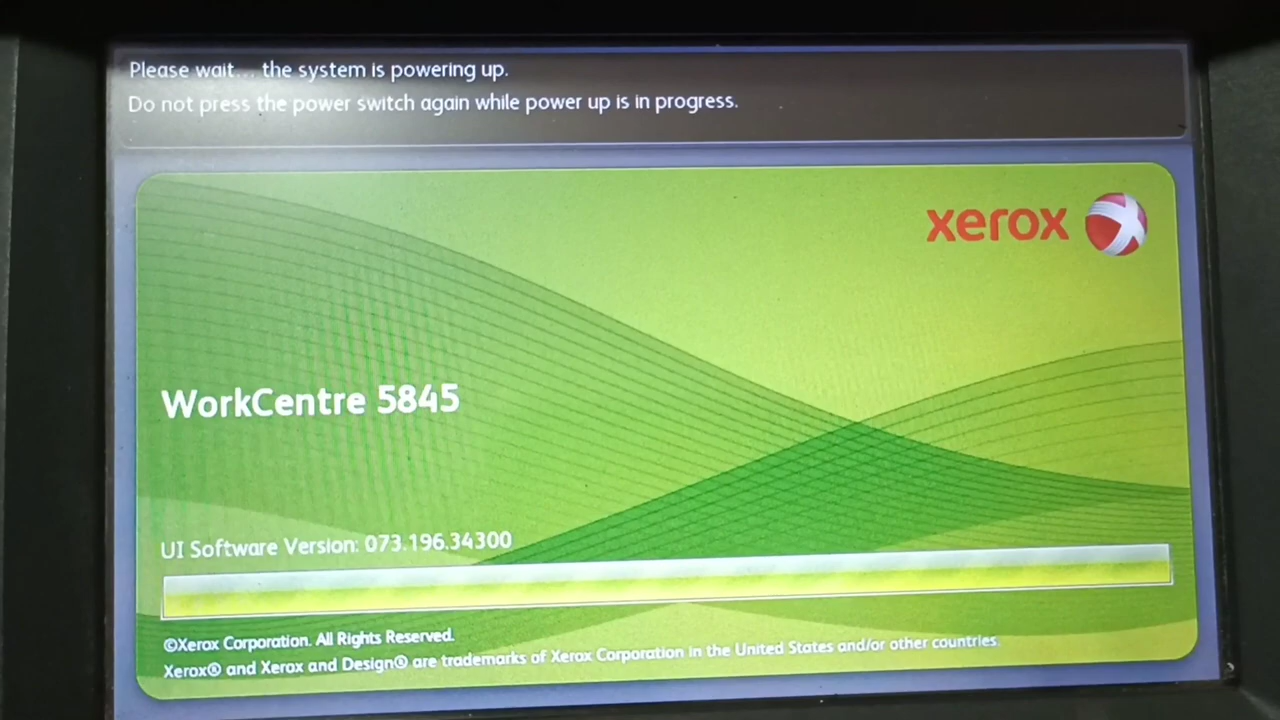 Please wait... the system is powering up.
Do not press the power switch again while power up is in progress.
xerox
WorkCentre 5845
UI Software Version: 073.196.34300
©Xerox Corporation. All Rights Reserved.
Xerox® and Xerox and Design® are trademarks of Xerox Corporation in the United States and/or other countries.